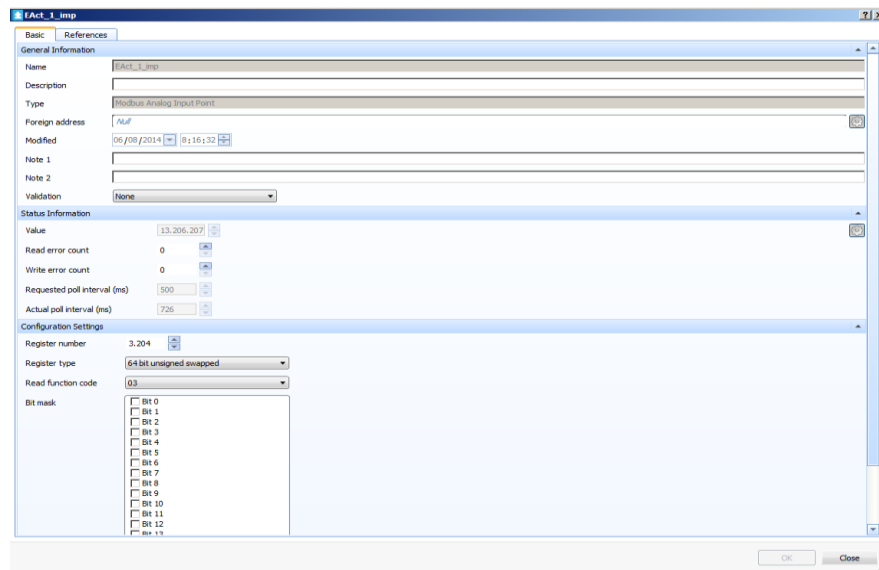 EAct_1_imp
Basic References
General Information
Name EAct_1_imp
Description
Type Modbus Analog Input Point
Foreign address Null
Modified 06/08/2014 8:16:32
Note 1
Note 2
Validation None
Status Information
Value 13.206.207
Read error count 0
Write error count 0
Requested poll interval (ms) 500
Actual poll interval (ms) 726
Configuration Settings
Register number 3.204
Register type 64 bit unsigned swapped
Read function code 03
Bit mask Bit 0
Bit 1
Bit 2
Bit 3
Bit 4
Bit 5
Bit 6
Bit 7
Bit 8
Bit 9
Bit 10
Bit 11
Bit 12
Bit 13
OK Close